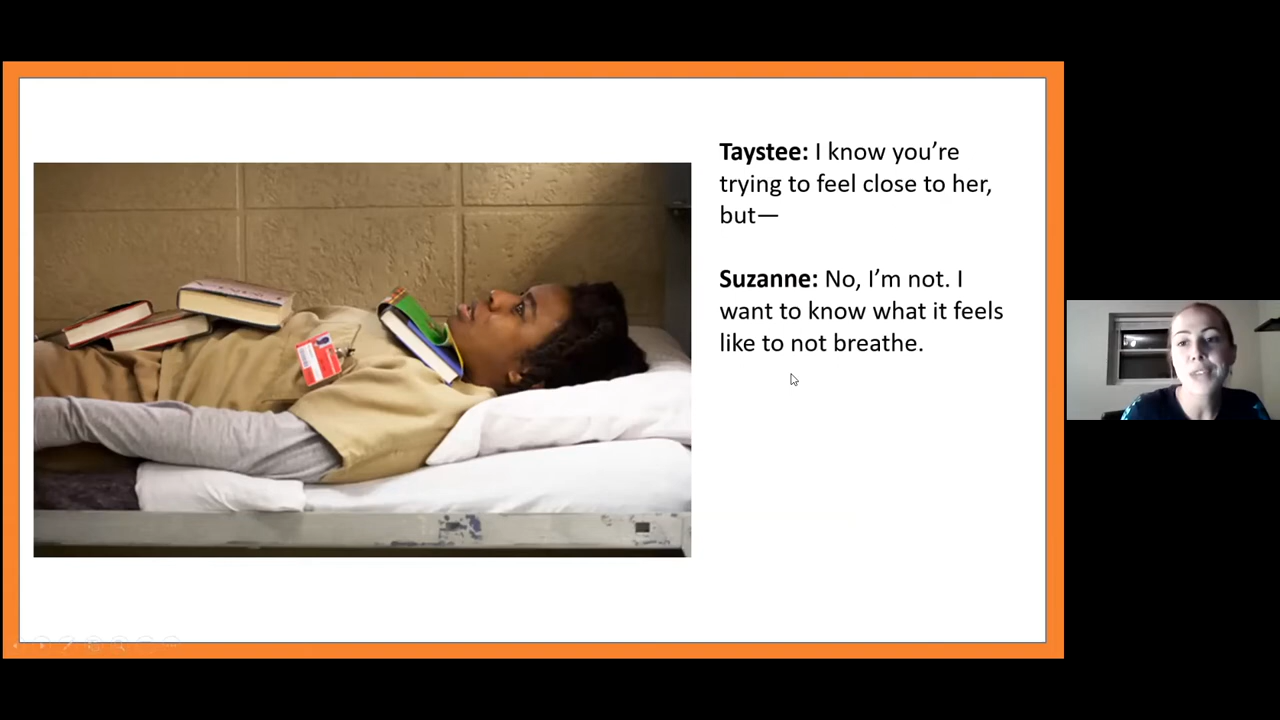 Taystee: I know you’re
trying to feel close to her,
but—
Suzanne: No, I’m not. I
want to know what it feels
like to not breathe.